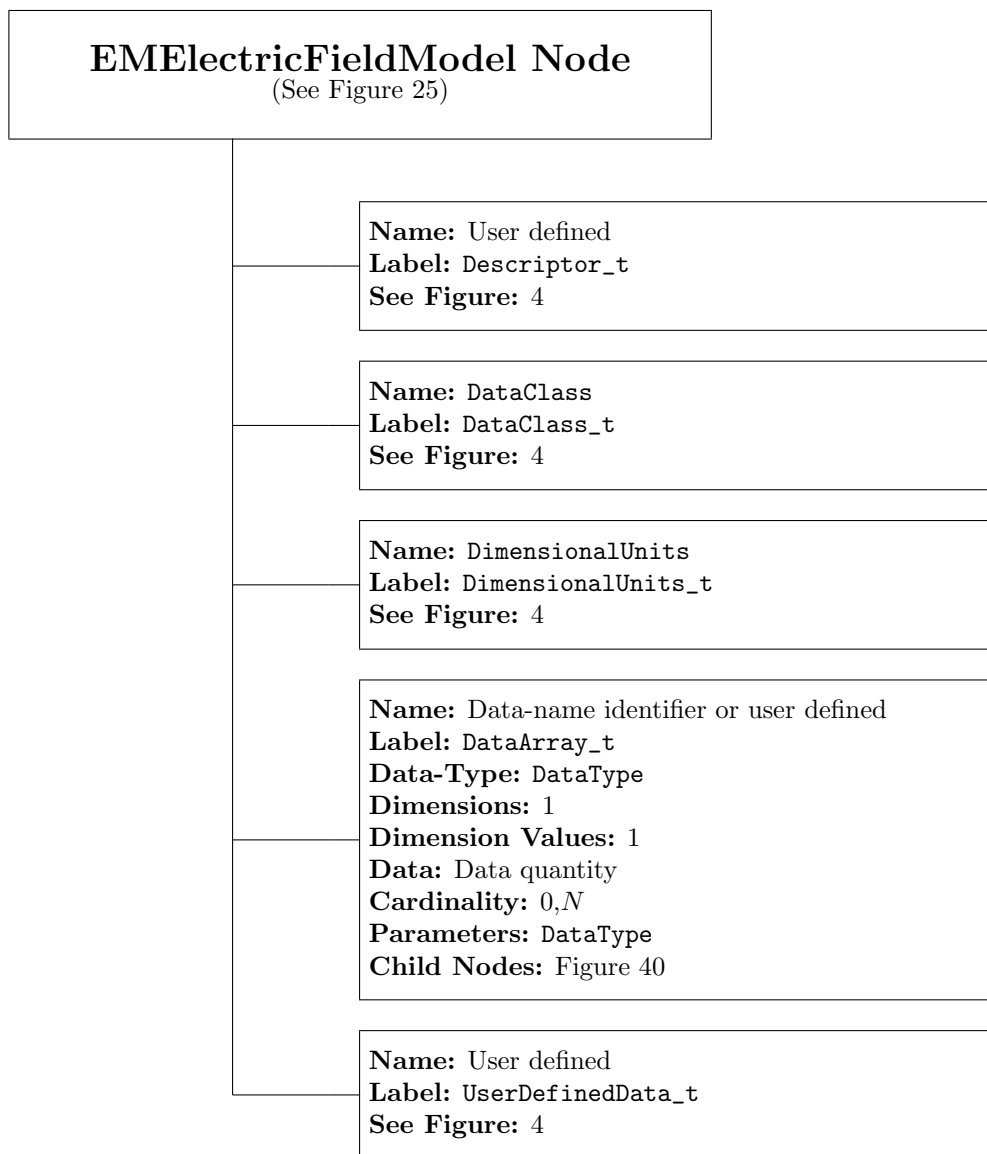 EMElectricFieldModel Node
(See Figure 25)
Name: User defined
Label: Descriptor_t
See Figure: 4
Name: DataClass
Label: DataClass_t
See Figure: 4
Name: DimensionalUnits
Label: DimensionalUnits_t
See Figure: 4
Name: Data-name identifier or user defined
Label: DataArray_t
Data-Type: DataType
Dimensions: 1
Dimension Values: 1
Data: Data quantity
Cardinality: 0,N
Parameters: DataType
Child Nodes: Figure 40
Name: User defined
Label: UserDefinedData_t
See Figure: 4